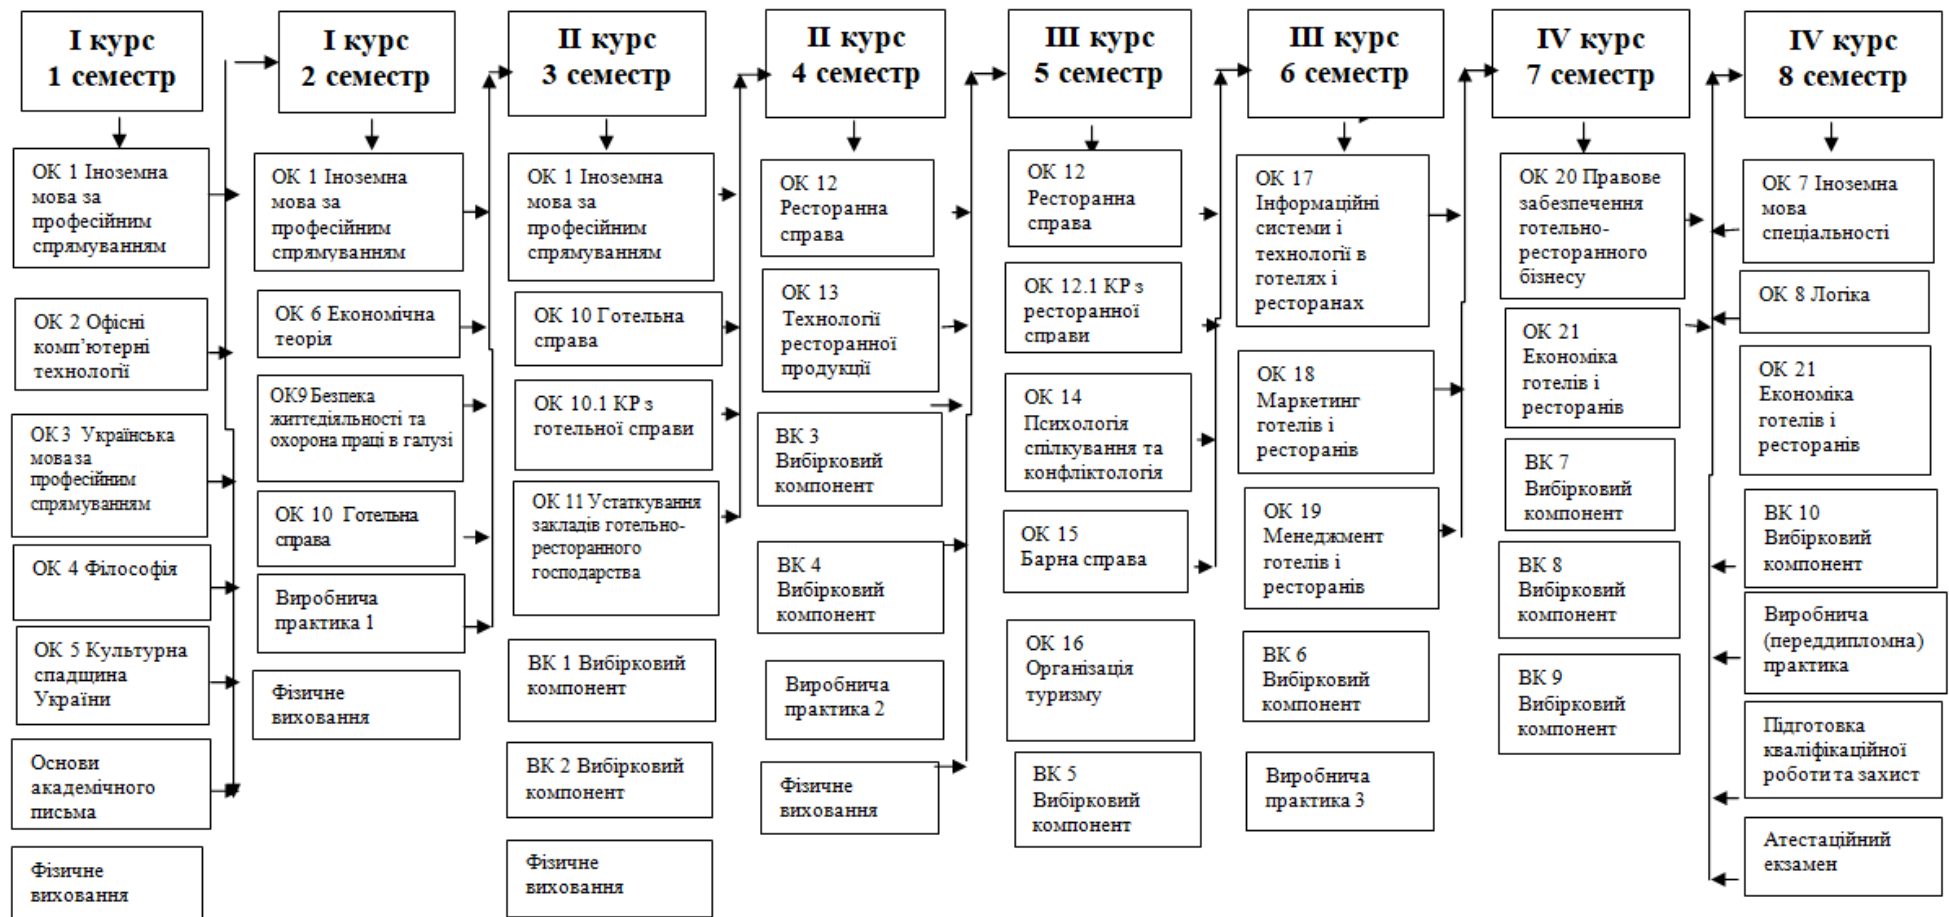 І курс
1 семестр
ОК 1 Іноземна
мова за
професійним
спрямуванням
ОК 2 Офісні
комп’ютерні
технології
ОК 3 Українська
мова за
професійним
спрямуванням
ОК 4 Філософія
ОК 5 Культурна
спадщина
України
Основи
академічного
письма
Фізичне
виховання
І курс
2 семестр
ОК 1 Іноземна
мова за
професійним
спрямуванням
ОК 6 Економічна
теорія
ОК9 Безпека
життєдіяльності та
охорона праці в галузі
ОК 10 Готельна
справа
Виробнича
практика 1
Фізичне
виховання
ІІ курс
3 семестр
ОК 1 Іноземна
мова за
професійним
спрямуванням
ОК 10 Готельна
справа
ОК 10.1 КР з
готельної справи
ОК 11 Устаткування
закладів готельно-
ресторанного
господарства
ВК 1 Вибірковий
компонент
ВК 2 Вибірковий
компонент
Фізичне
виховання
ІІ курс
4 семестр
ОК 12
Ресторанна
справа
ОК 13
Технології
ресторанної
продукції
ВК 3
Вибірковий
компонент
ВК 4
Вибірковий
компонент
Виробнича
практика 2
Фізичне
виховання
ІІІ курс
5 семестр
ОК 12
Ресторанна
справа
ОК 12.1 КР з
ресторанної
справи
ОК 14
Психологія
спілкування та
конфліктологія
ОК 15
Барна справа
ОК 16
Організація
туризму
ВК 5
Вибірковий
компонент
ІІІ курс
6 семестр
ОК 17
Інформаційні
системи і
технології в
готелях і
ресторанах
ОК 18
Маркетинг
готелів і
ресторанів
ОК 19
Менеджмент
готелів і
ресторанів
ВК 6
Вибірковий
компонент
Виробнича
практика 3
IV курс
7 семестр
ОК 20 Правове
забезпечення
готельно-
ресторанного
бізнесу
ОК 21
Економіка
готелів і
ресторанів
ВК 7
Вибірковий
компонент
ВК 8
Вибірковий
компонент
ВК 9
Вибірковий
компонент
IV курс
8 семестр
ОК 7 Іноземна
мова
спеціальності
ОК 8 Логіка
ОК 21
Економіка
готелів і
ресторанів
ВК 10
Вибірковий
компонент
Виробнича
(переддипломна)
практика
Підготовка
кваліфікаційної
роботи та захист
Атестаційний
екзамен